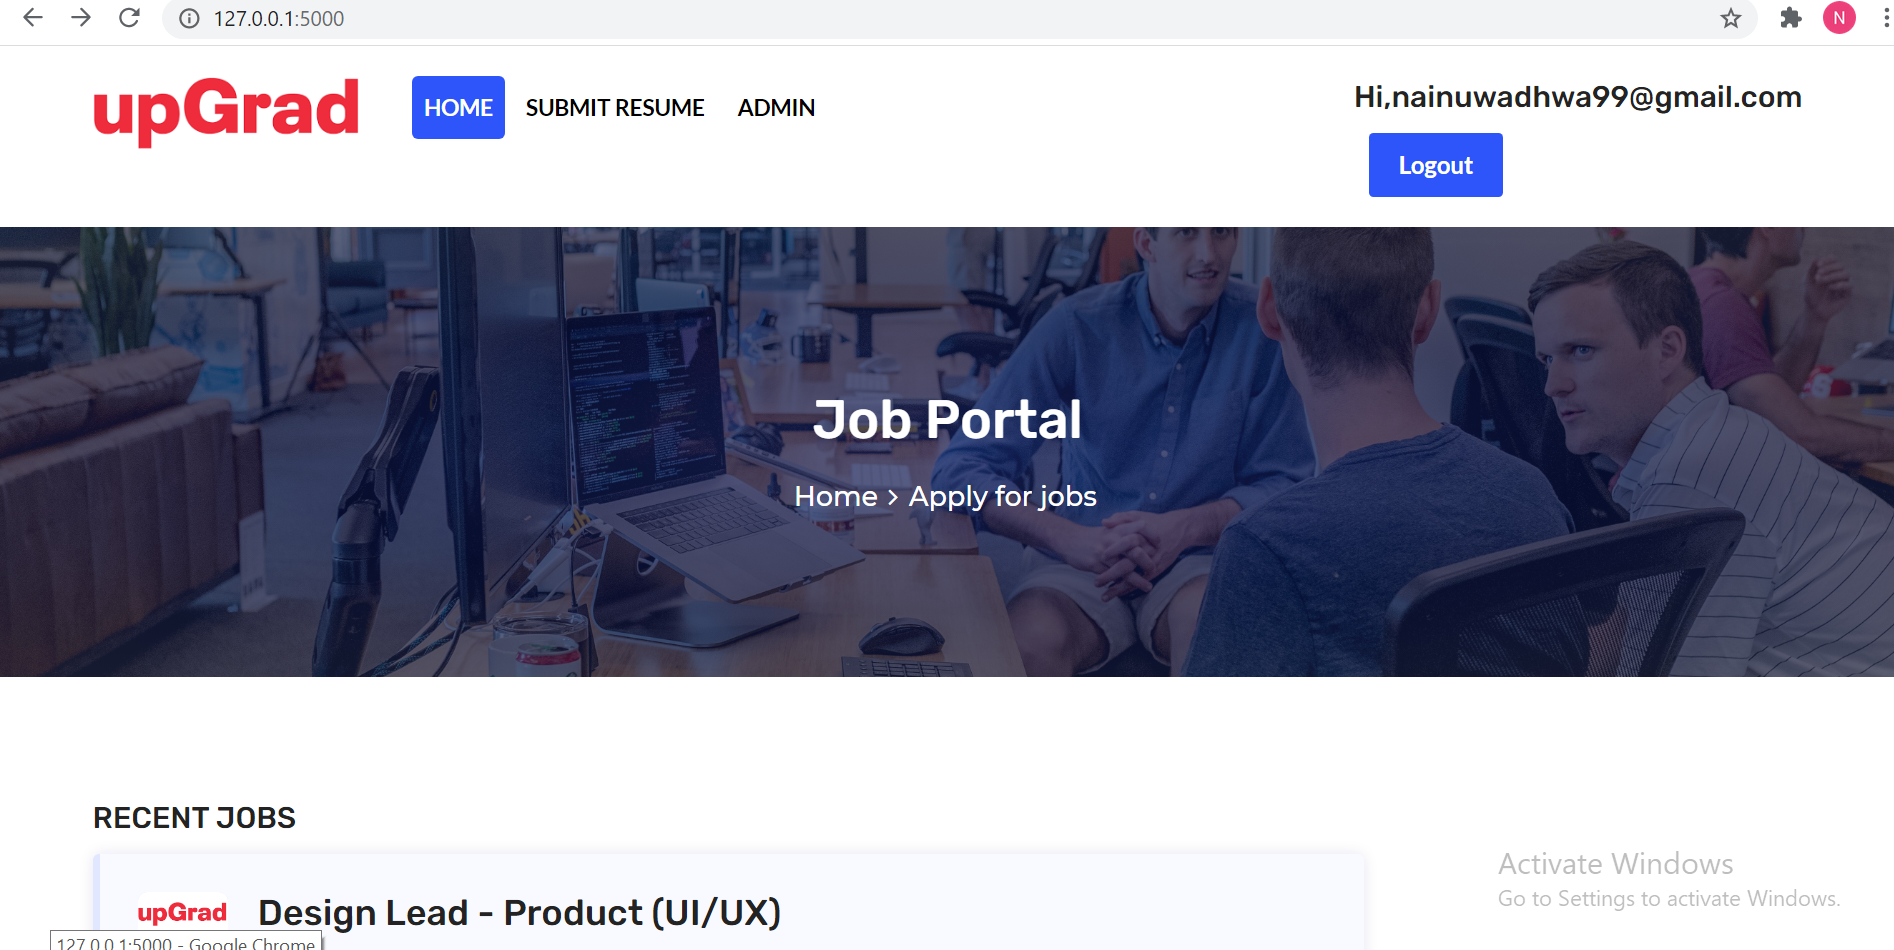 127.0.0.1:5000
N
upGrad
HOME SUBMIT RESUME ADMIN
Hi,nainuwadhwa99@gmail.com
Logout
Job Portal
Home > Apply for jobs
RECENT JOBS
upGrad Design Lead - Product (UI/UX)
Activate Windows
Go to Settings to activate Windows.
127.0.0.1:5000 - Google Chrome